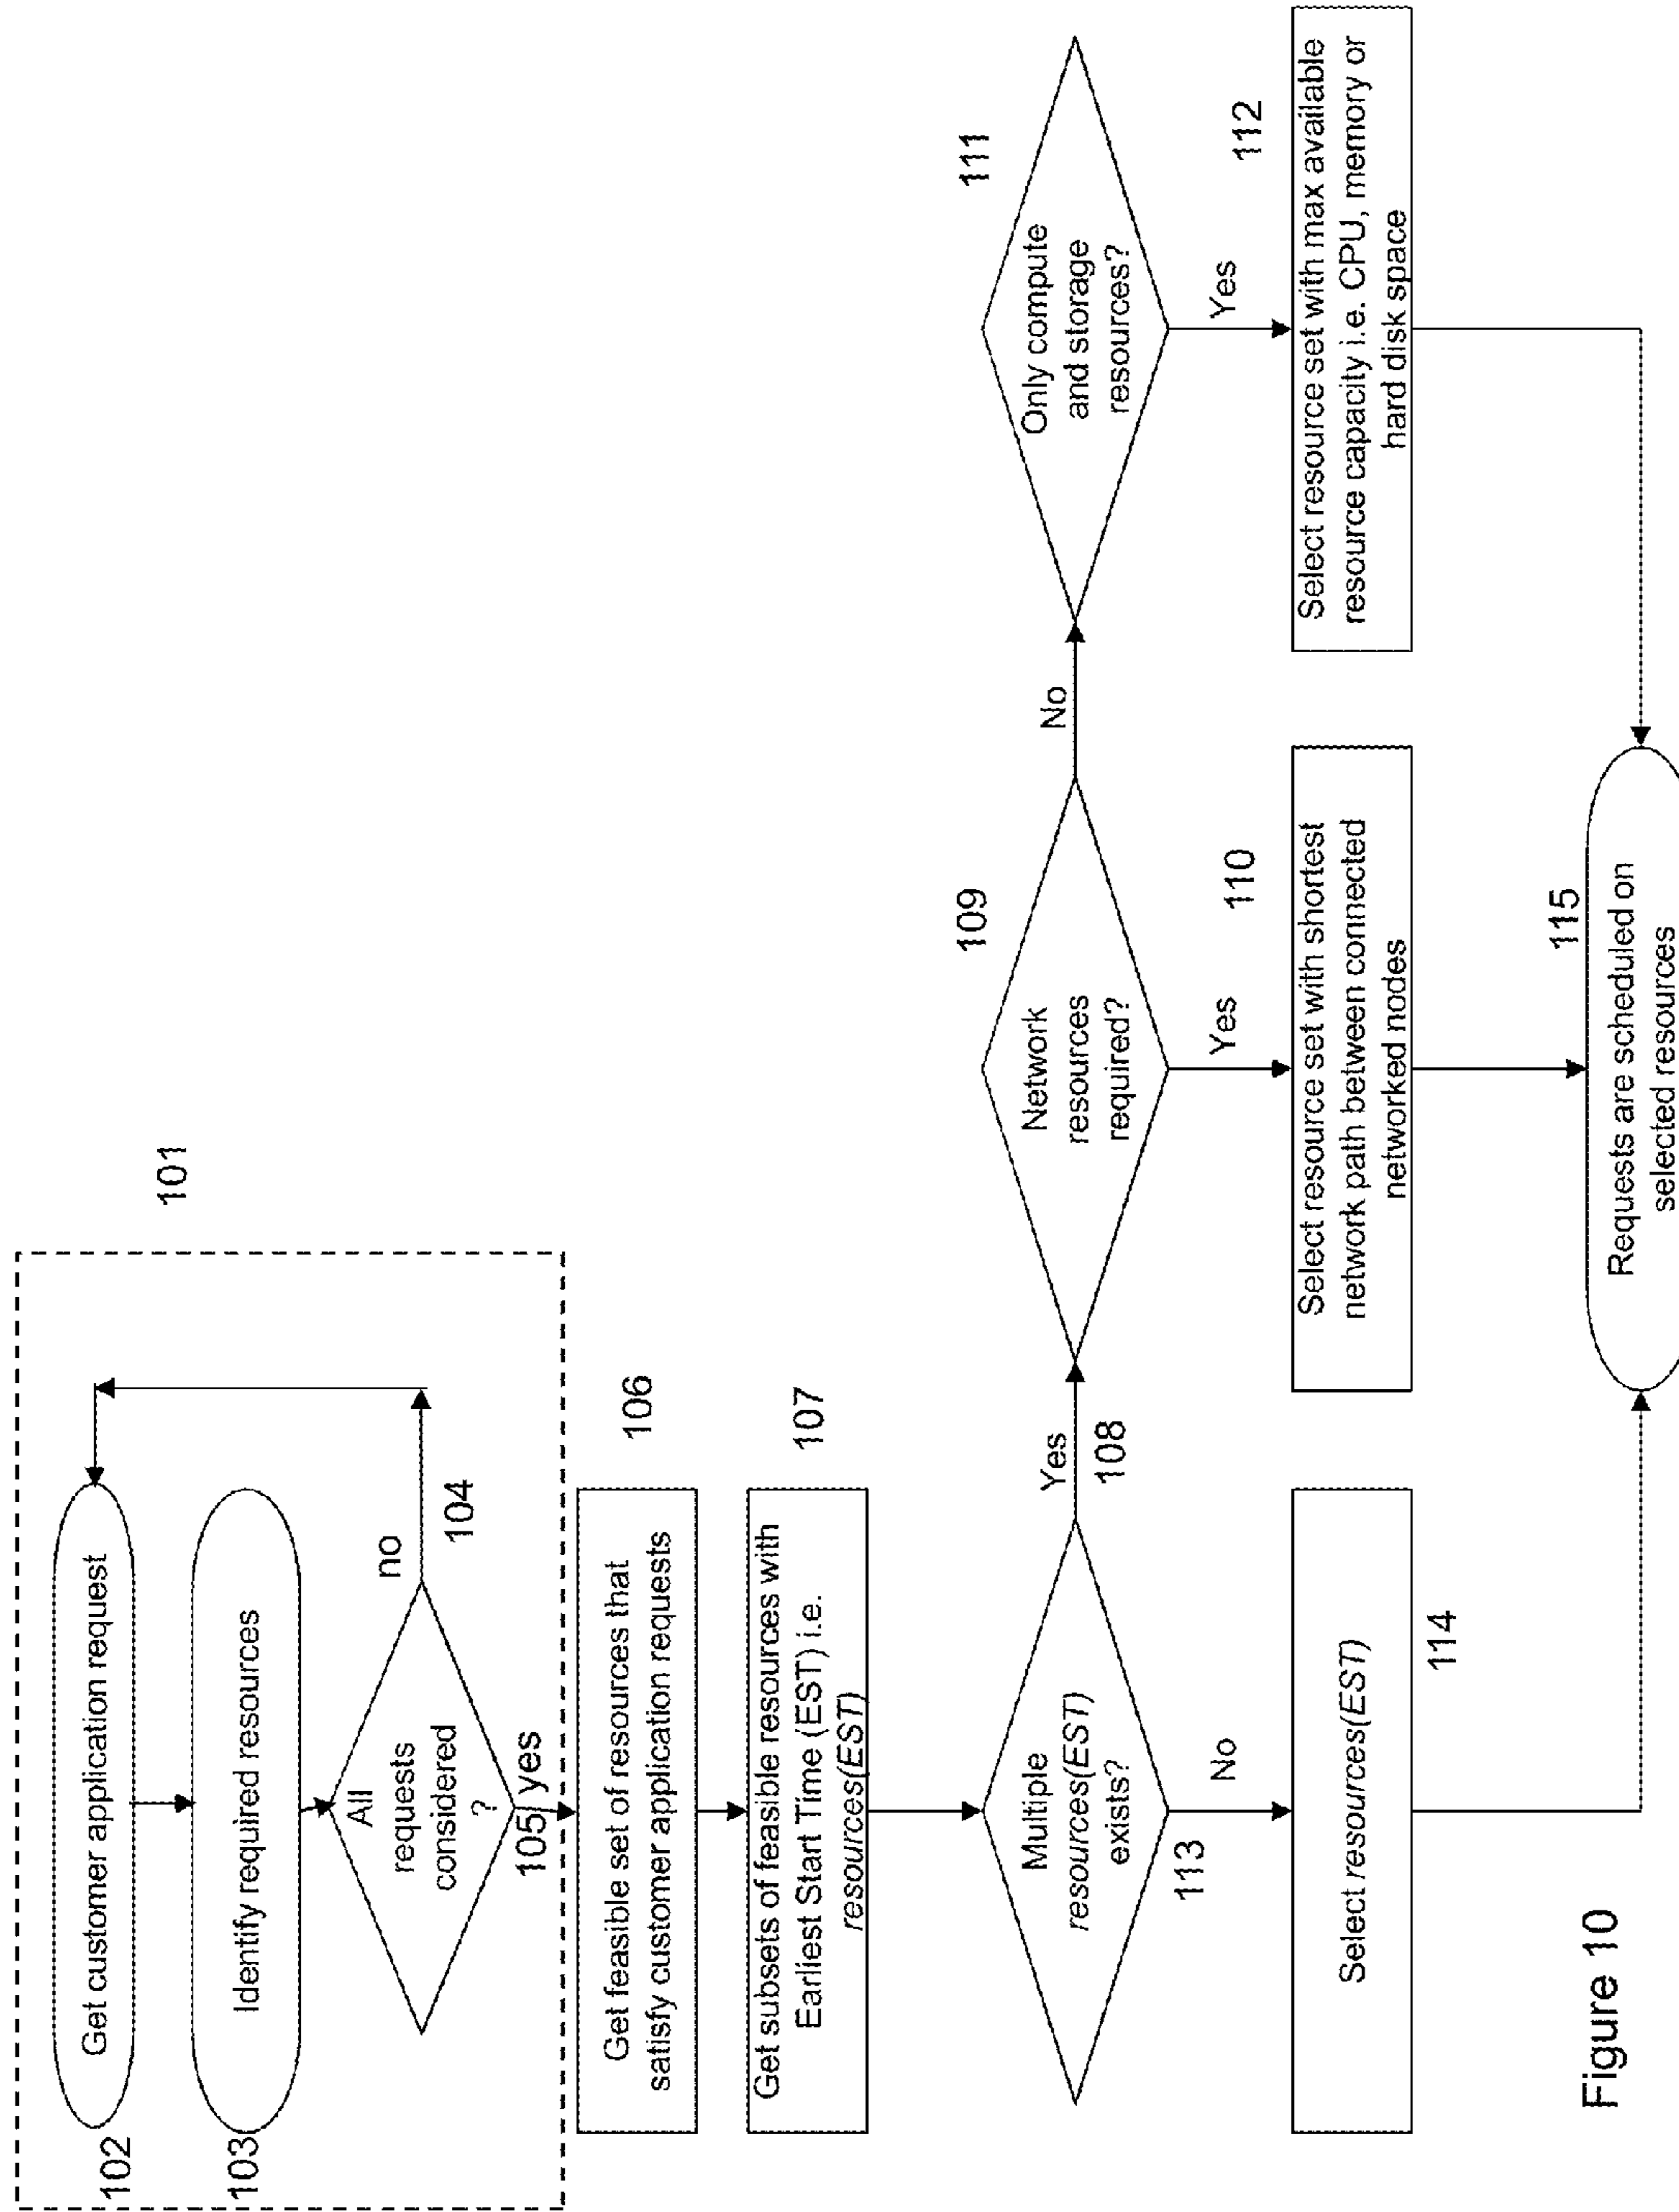 101
102
Get customer application request
103
Identify required resources
All
requests
considered
?
no
104
105
yes
Get feasible set of resources that
satisfy customer application requests
106
Get subsets of feasible resources with
Earliest Start Time (EST) i.e.
resources(EST)
107
Multiple
resources(EST)
exists?
Yes
108
113
No
Network
resources
required?
109
No
Yes
Only compute
and storage
resources?
111
Yes
Select resources(EST)
114
Select resource set with shortest
network path between connected
networked nodes
110
Select resource set with max available
resource capacity i.e. CPU, memory or
hard disk space
112
115
Requests are scheduled on
selected resources
Figure 10